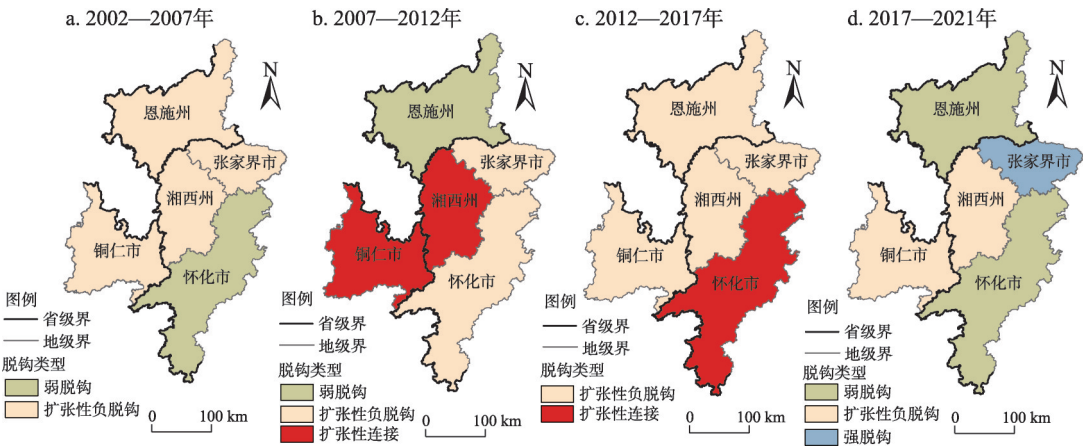 a. 2002—2007年
N
恩施州
张家界市
湘西州
铜仁市
怀化市
图例
省级界
地级界
脱钩类型
弱脱钩
扩张性负脱钩
0 100 km
b. 2007—2012年
N
恩施州
张家界市
湘西州
铜仁市
怀化市
图例
省级界
地级界
脱钩类型
弱脱钩
扩张性负脱钩
扩张性连接
0 100 km
c. 2012—2017年
N
恩施州
张家界市
湘西州
铜仁市
怀化市
图例
省级界
地级界
脱钩类型
扩张性负脱钩
扩张性连接
0 100 km
d. 2017—2021年
N
恩施州
张家界市
湘西州
铜仁市
怀化市
图例
省级界
地级界
脱钩类型
弱脱钩
扩张性负脱钩
强脱钩
0 100 km